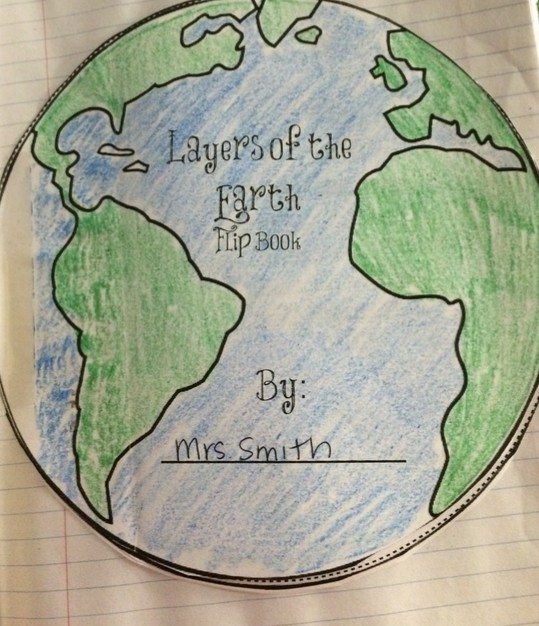 Layers of the
Earth
Flip Book
By:
Mrs. Smith